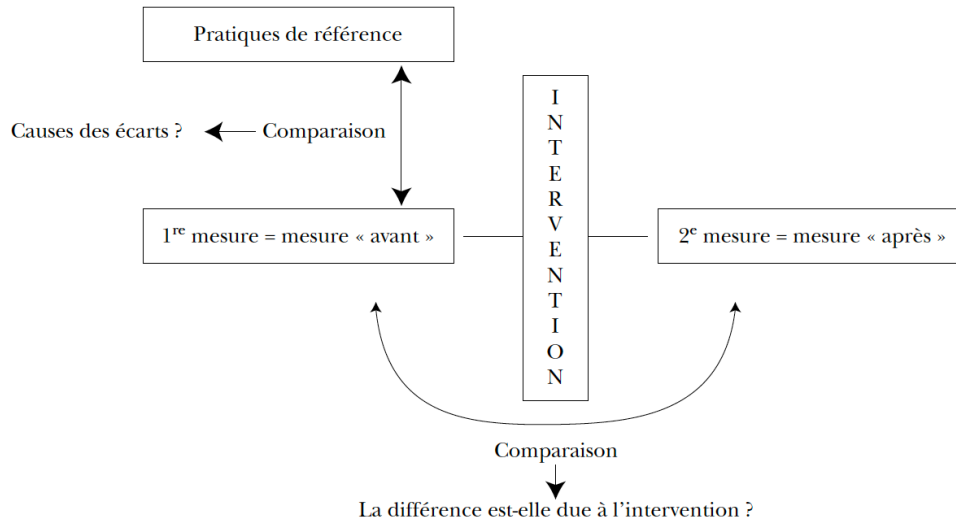 Pratiques de référence
Causes des écarts ?
Comparaison
INTERVENTION
1re mesure = mesure « avant »
2e mesure = mesure « après »
Comparaison
La différence est-elle due à l’intervention ?